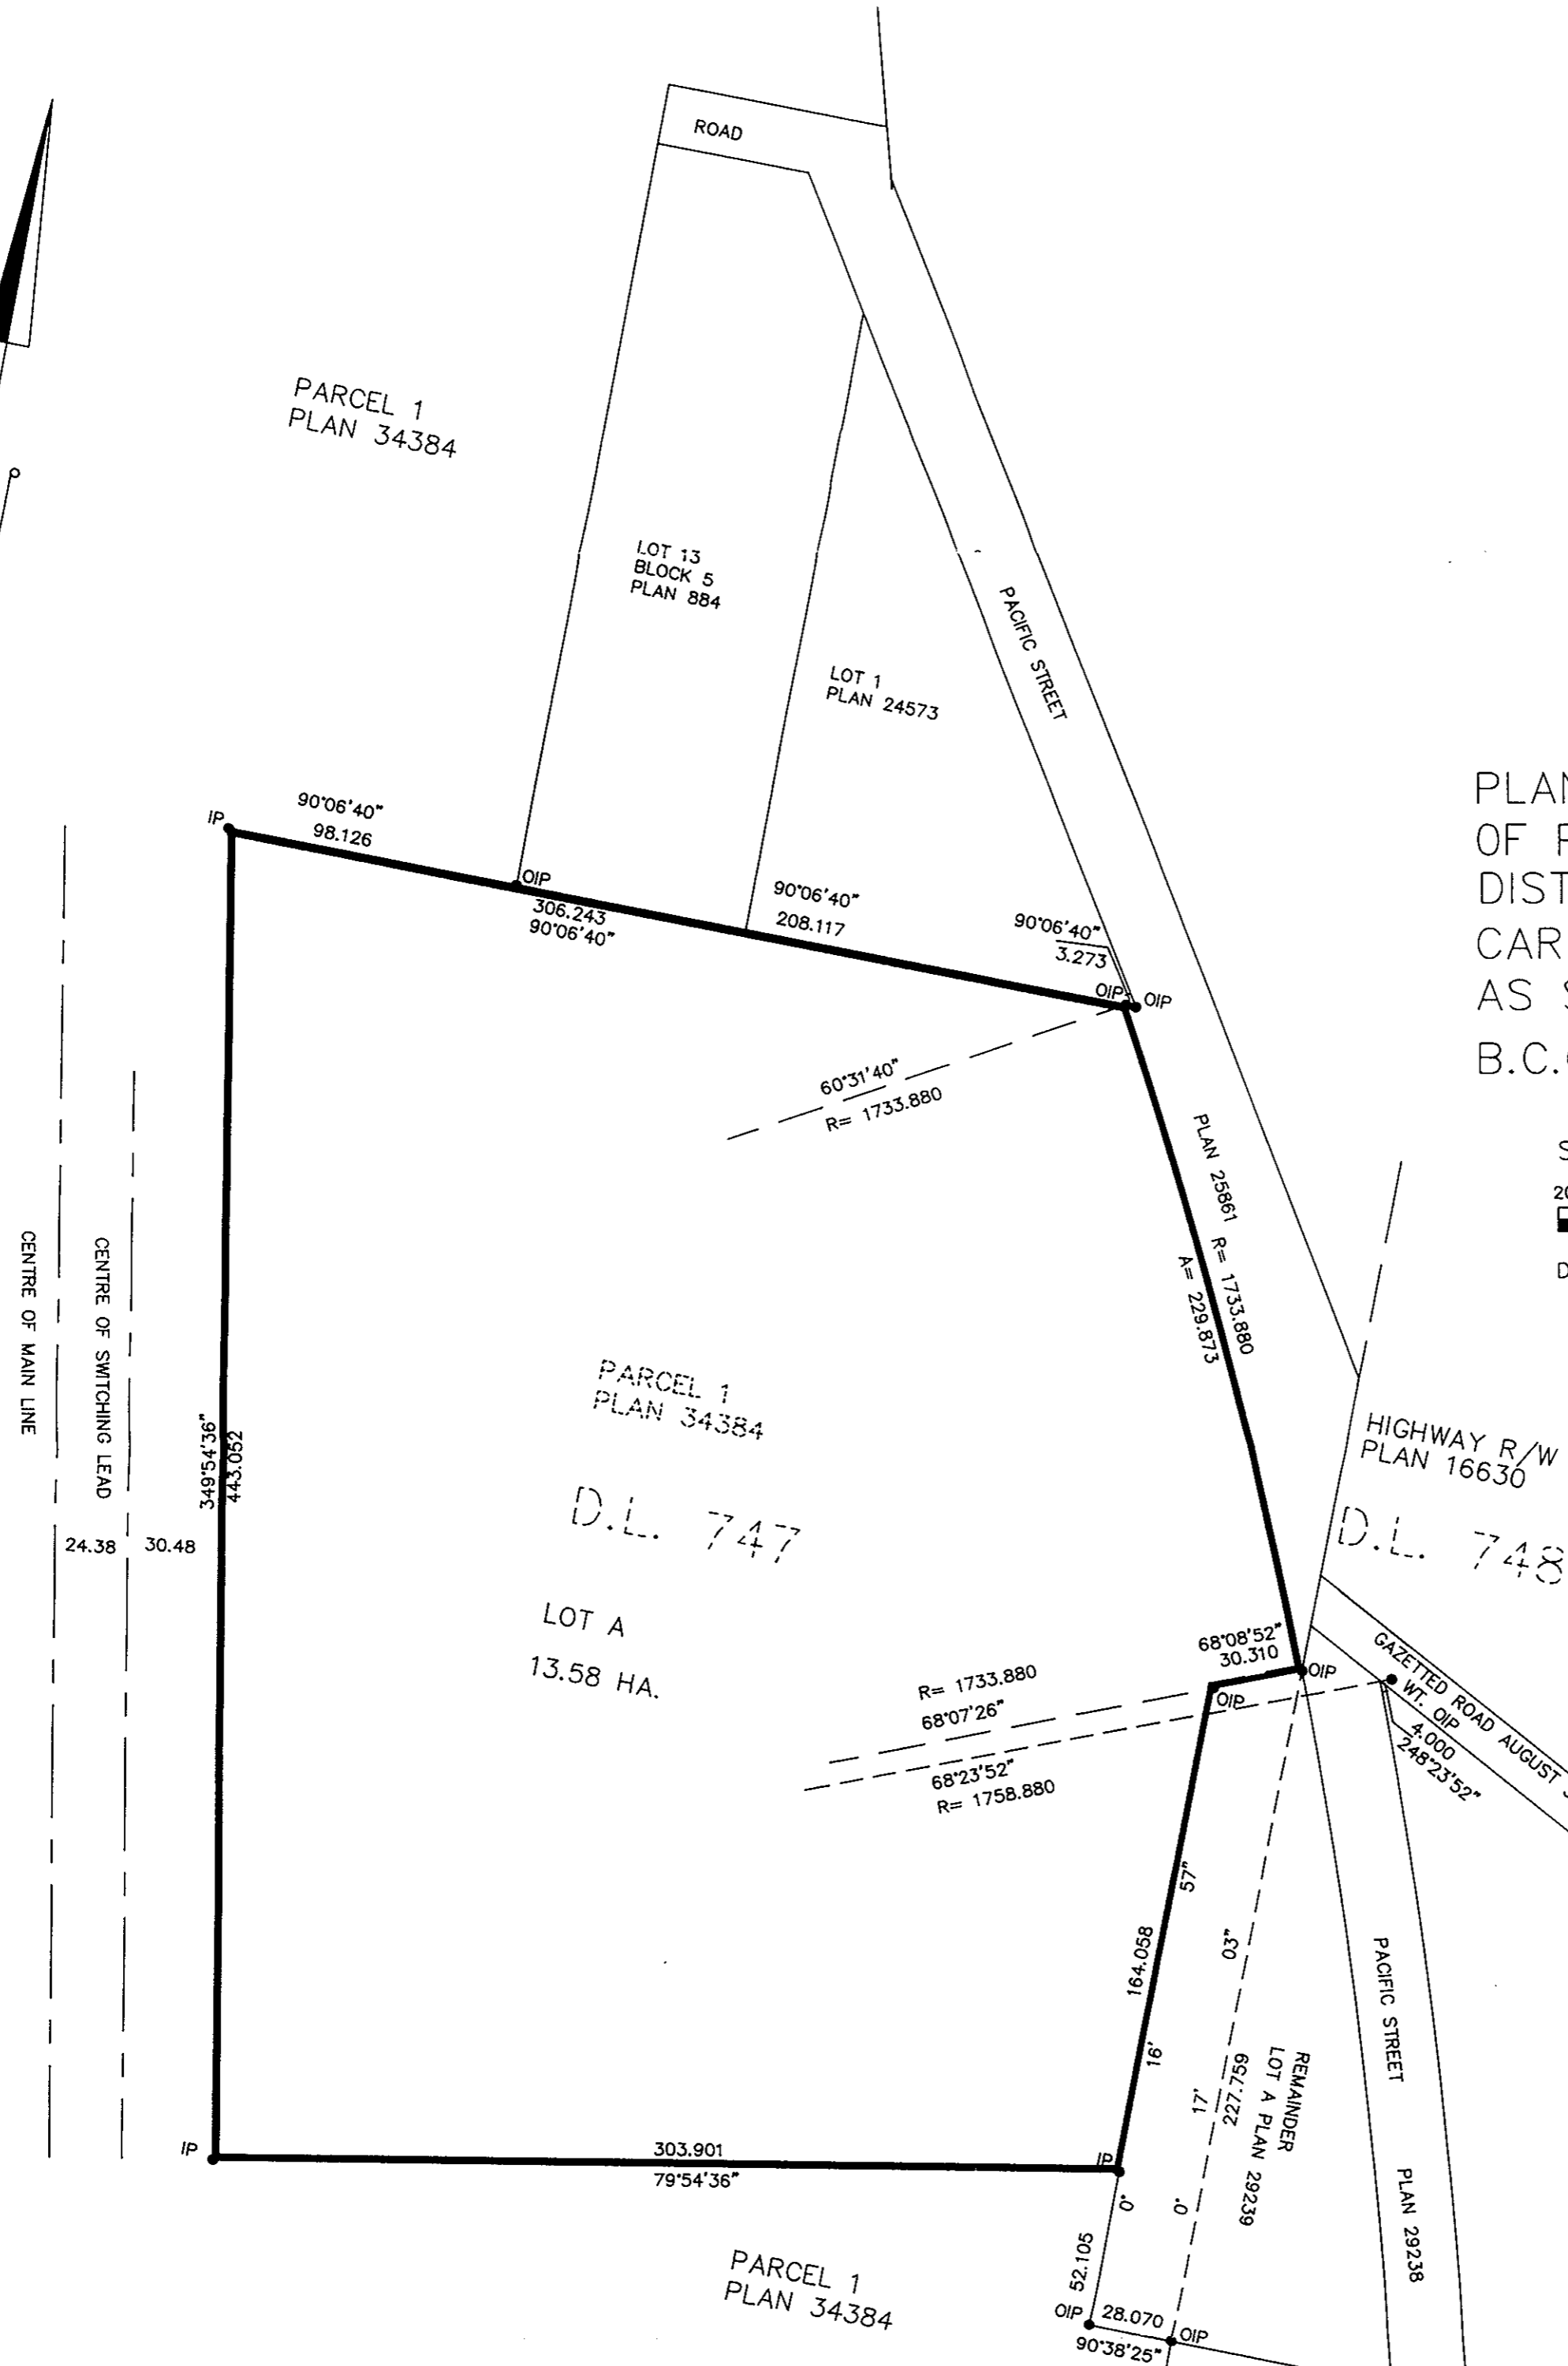 ROAD
PARCEL 1
PLAN 34384
LOT 13
BLOCK 5
PLAN 884
PACIFIC STREET
LOT 1
PLAN 24573
PLAN
OF
DIST
CAR
AS
B.C.
IP
90°06'40"
98.126
OIP
306.243
90°06'40"
90°06'40"
208.117
90°06'40"
3.273
OIP
OIP
60°31'40"
R= 1733.880
PLAN 25861 R= 1733.880
A= 229.873
CENTRE OF MAIN LINE
CENTRE OF SWITCHING LEAD
349°54'36"
443.052
24.38
30.48
PARCEL 1
PLAN 34384
D.L. 747
LOT A
13.58 HA.
HIGHWAY R/W
PLAN 16630
D.L. 748
68°08'52"
30.310
OIP
OIP
R= 1733.880
68°07'26"
68°23'52"
R= 1758.880
GAZETTED ROAD AUGUST
WT. OIP
4.000
248°23'52"
57"
164.058
16'
0°
03"
17'
227.759
0°
REMAINDER
LOT A PLAN 29239
PACIFIC STREET
PLAN 29238
IP
303.901
79°54'36"
IP
52.105
OIP
28.070
OIP
90°38'25"
PARCEL 1
PLAN 34384